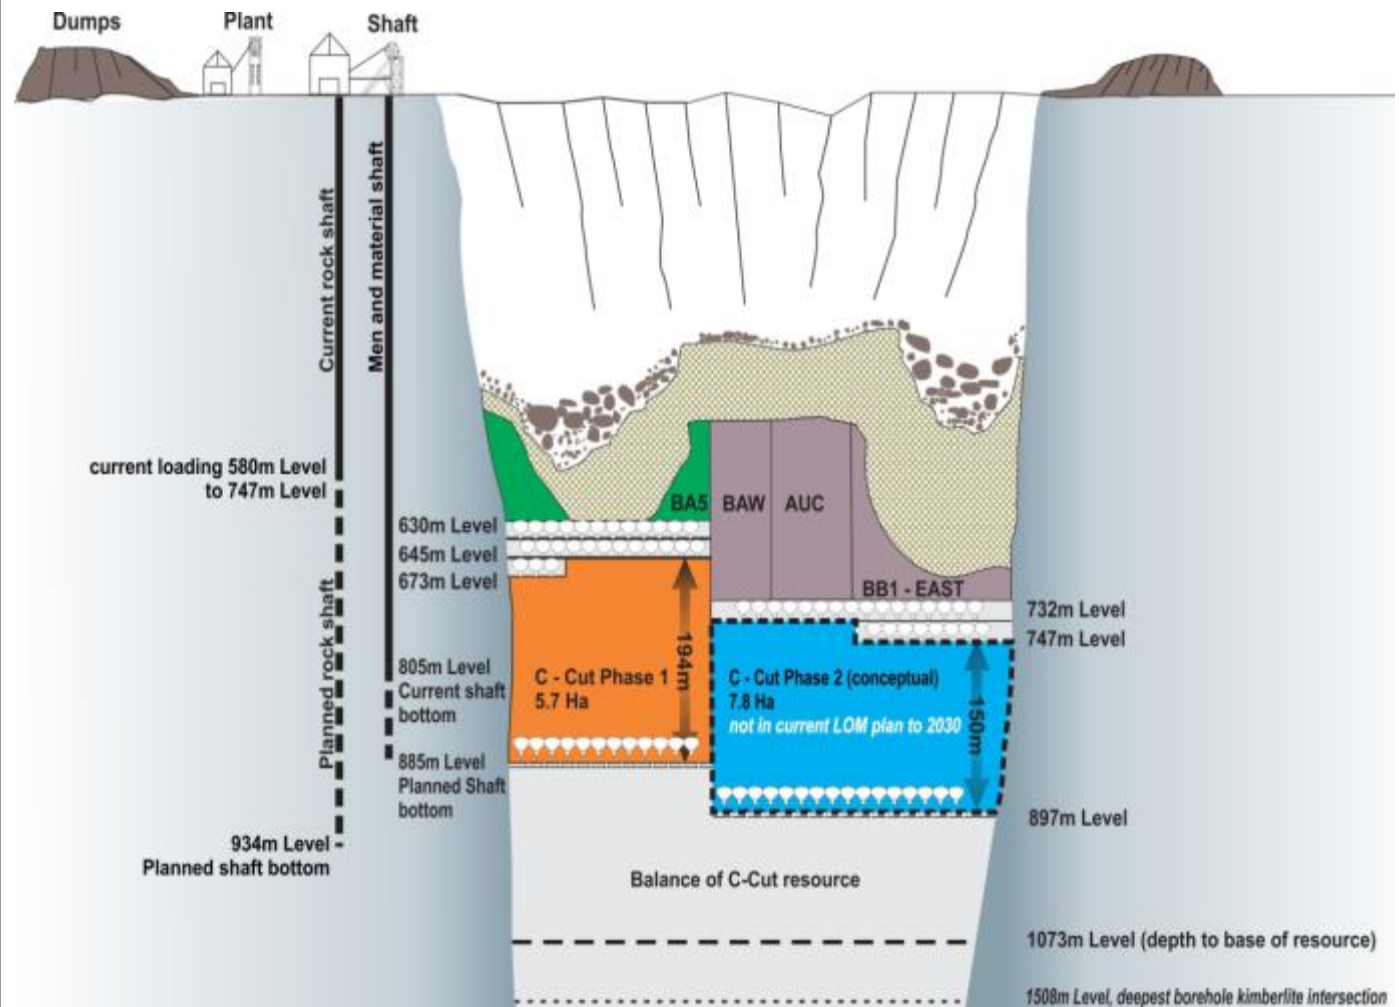 Dumps
Plant
Shaft
Current rock shaft
Men and material shaft
current loading 580m Level
to 747m Level
Planned rock shaft
630m Level
645m Level
673m Level
805m Level
Current shaft
bottom
885m Level
Planned Shaft
bottom
934m Level
Planned shaft bottom
BA5
BAW
AUC
BB1 - EAST
732m Level
747m Level
194m
C - Cut Phase 1
5.7 Ha
C - Cut Phase 2 (conceptual)
7.8 Ha
not in current LOM plan to 2030
150m
897m Level
Balance of C-Cut resource
1073m Level (depth to base of resource)
1508m Level, deepest borehole kimberlite intersection